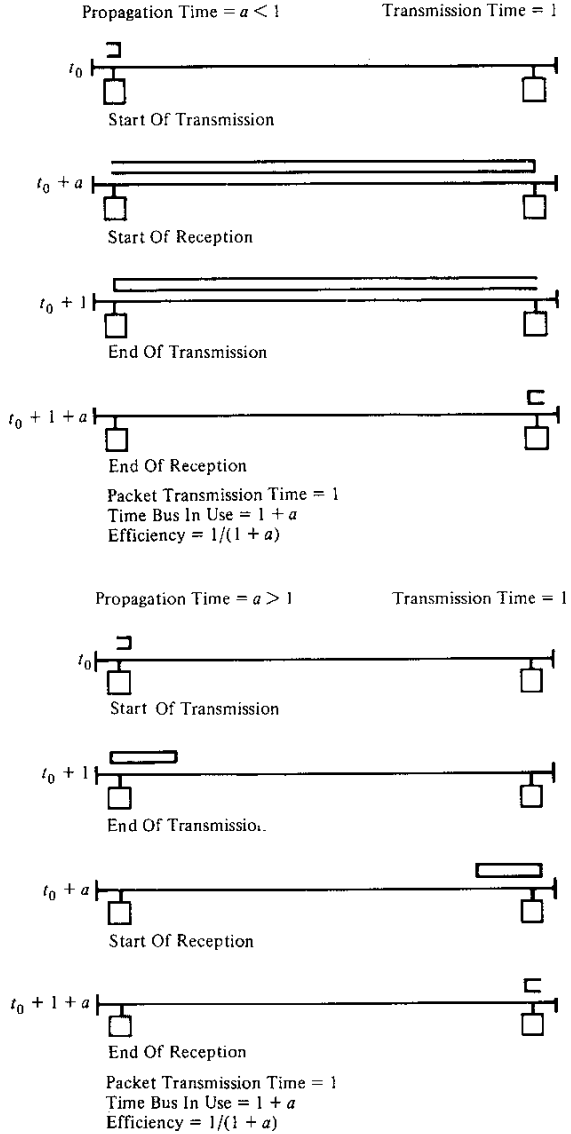 Propagation Time = a < 1 Transmission Time = 1
t0
Start Of Transmission
t0 + a
Start Of Reception
t0 + 1
End Of Transmission
t0 + 1 + a
End Of Reception
Packet Transmission Time = 1
Time Bus In Use = 1 + a
Efficiency = 1/(1 + a)
Propagation Time = a > 1 Transmission Time = 1
t0
Start Of Transmission
t0 + 1
End Of Transmission
t0 + a
Start Of Reception
t0 + 1 + a
End Of Reception
Packet Transmission Time = 1
Time Bus In Use = 1 + a
Efficiency = 1/(1 + a)